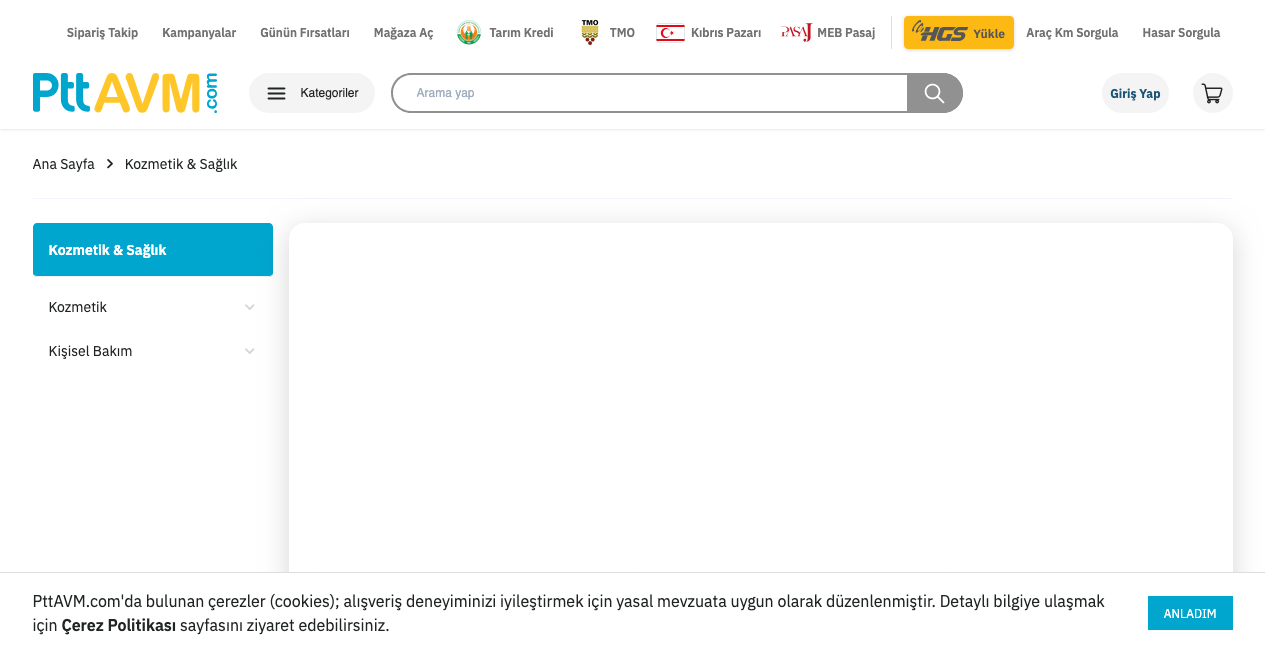 Sipariş Takip Kampanyalar Günün Fırsatları Mağaza Aç Tarım Kredi TMO TMO Kıbrıs Pazarı PASAJ MEB Pasaj HGS Yükle Araç Km Sorgula Hasar Sorgula
PttAVM.com Kategoriler Arama yap Giriş Yap
Ana Sayfa Kozmetik & Sağlık
Kozmetik & Sağlık
Kozmetik
Kişisel Bakım
PttAVM.com'da bulunan çerezler (cookies); alışveriş deneyiminizi iyileştirmek için yasal mevzuata uygun olarak düzenlenmiştir. Detaylı bilgiye ulaşmak
için Çerez Politikası sayfasını ziyaret edebilirsiniz.
ANLADIM